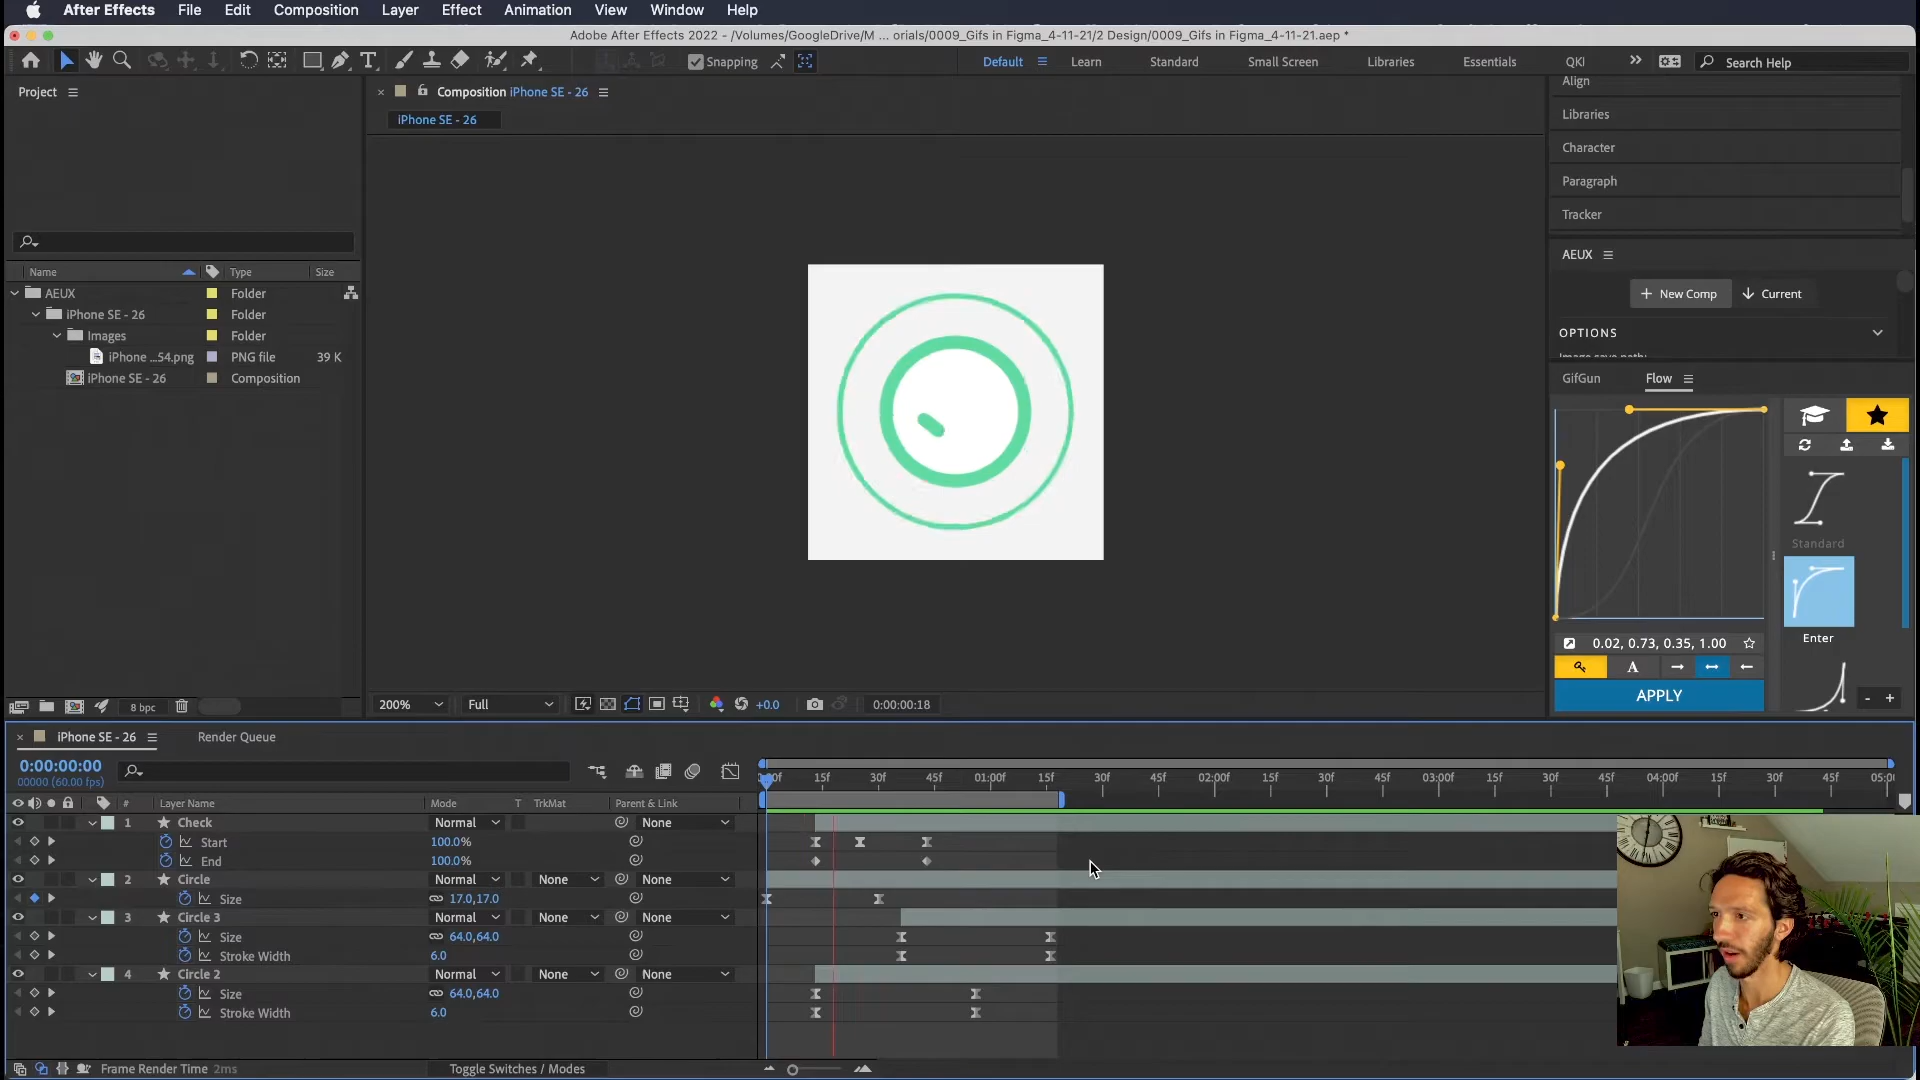 After Effects File Edit Composition Layer Effect Animation View Window Help
Adobe After Effects 2022 - /Volumes/GoogleDrive/M ... orials/0009_Gifs in Figma_4-11-21/2 Design/0009_Gifs in Figma_4-11-21.aep *
Snapping Default Learn Standard Small Screen Libraries Essentials QKI Search Help
Project
Composition iPhone SE - 26
iPhone SE - 26
Align
Libraries
Character
Paragraph
Tracker
AEUX
+ New Comp Current
OPTIONS
Image save path:
Name Type Size
AEUX Folder
iPhone SE - 26 Folder
Images Folder
iPhone ...54.png PNG file 39 K
iPhone SE - 26 Composition
GifGun Flow
Standard
Enter
0.02, 0.73, 0.35, 1.00
A
APPLY
- +
8 bpc
200% Full +0.0 0:00:00:18
iPhone SE - 26 Render Queue
0:00:00:00
00000 (60.00 fps)
15f 30f 45f 01:00f 15f 30f 45f 02:00f 15f 30f 45f 03:00f 15f 30f 45f 04:00f 15f 30f 45f 05:0
# Layer Name Mode T TrkMat Parent & Link
1 Check Normal None
Start 100.0%
End 100.0%
2 Circle Normal None None
Size 17.0,17.0
3 Circle 3 Normal None None
Size 64.0,64.0
Stroke Width 6.0
4 Circle 2 Normal None None
Size 64.0,64.0
Stroke Width 6.0
Frame Render Time 2ms Toggle Switches / Modes